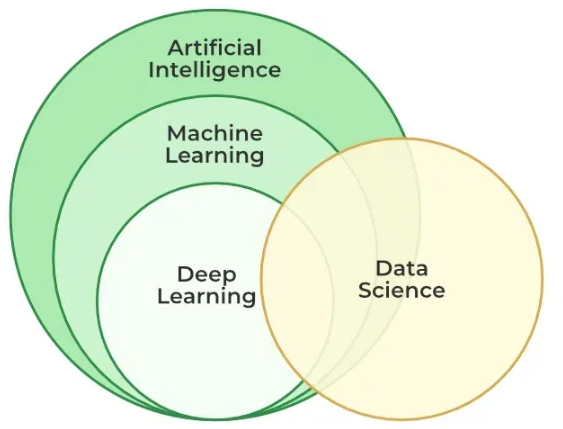 Artificial
Intelligence
Machine
Learning
Deep
Learning
Data
Science